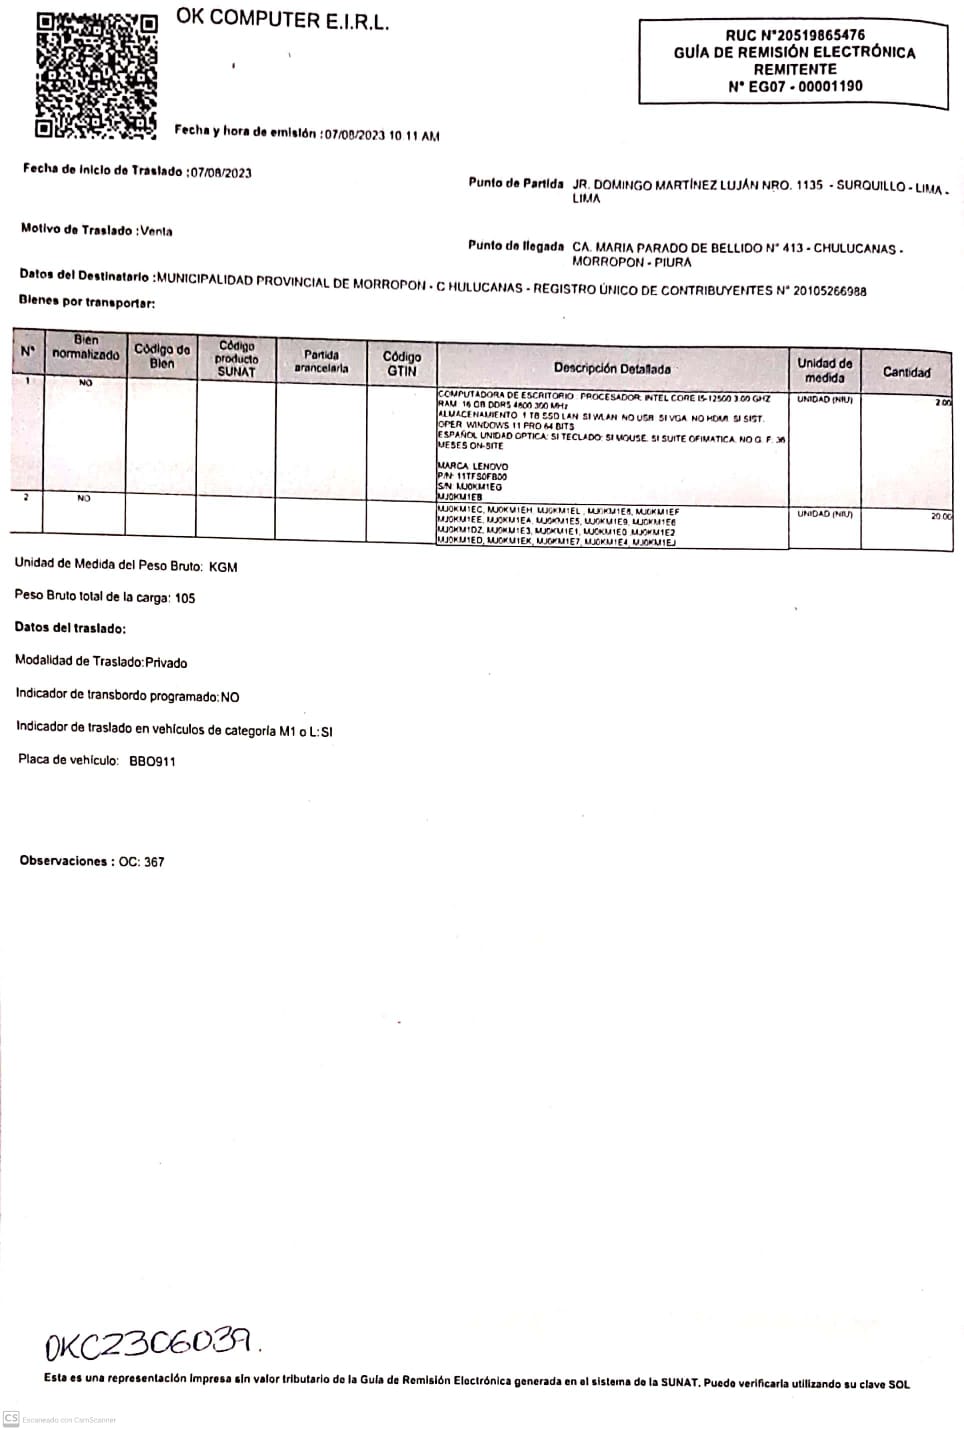 OK COMPUTER E.I.R.L.
RUC N°20519865476
GUÍA DE REMISIÓN ELECTRÓNICA
REMITENTE
N° EG07 - 00001190
Fecha y hora de emisión :07/08/2023 10:11 AM
Fecha de Inicio de Traslado :07/08/2023
Punto de Partida JR. DOMINGO MARTÍNEZ LUJÁN NRO. 1135 - SURQUILLO - LIMA -
LIMA
Motivo de Traslado :Venta
Punto de llegada CA. MARIA PARADO DE BELLIDO N° 413 - CHULUCANAS -
MORROPON - PIURA
Datos del Destinatario :MUNICIPALIDAD PROVINCIAL DE MORROPON - C HULUCANAS - REGISTRO ÚNICO DE CONTRIBUYENTES N° 20105266988
Bienes por transportar:
N° Bien normalizado Código de Bien Código producto SUNAT Partida arancelaria Código GTIN Descripción Detallada Unidad de medida Cantidad
1 NO COMPUTADORA DE ESCRITORIO : PROCESADOR: INTEL CORE I5-12500 3.00 GHZ UNIDAD (NIU) 2.00
RAM: 16 GB DDR5 4800 MHz
ALMACENAMIENTO: 1 TB SSD LAN: SI WLAN: NO USB: SI VGA: NO HDMI: SI SIST.
OPER: WINDOWS 11 PRO 64 BITS
ESPAÑOL UNIDAD OPTICA: SI TECLADO: SI MOUSE: SI SUITE OFIMATICA: NO G. F: 36
MESES ON-SITE
MARCA: LENOVO
P/N: 11TFS0FB00
S/N: MJ0KM1EG
MJ0KM1EB
2 NO MJ0KM1EC, MJ0KM1EH, MJ0KM1EL, MJ0KM1E8, MJ0KM1EF UNIDAD (NIU) 20.00
MJ0KM1EE, MJ0KM1EA, MJ0KM1E5, MJ0KM1E9, MJ0KM1E6
MJ0KM1DZ, MJ0KM1E3, MJ0KM1E1, MJ0KM1E0, MJ0KM1E2
MJ0KM1ED, MJ0KM1EK, MJ0KM1E7, MJ0KM1E4, MJ0KM1EJ
Unidad de Medida del Peso Bruto: KGM
Peso Bruto total de la carga: 105
Datos del traslado:
Modalidad de Traslado:Privado
Indicador de transbordo programado:NO
Indicador de traslado en vehículos de categoría M1 o L:SI
Placa de vehículo: BBO911
Observaciones : OC: 367
OKC23C6039.
Esta es una representación impresa sin valor tributario de la Guía de Remisión Electrónica generada en el sistema de la SUNAT. Puede verificarla utilizando su clave SOL
CS Escaneado con CamScanner